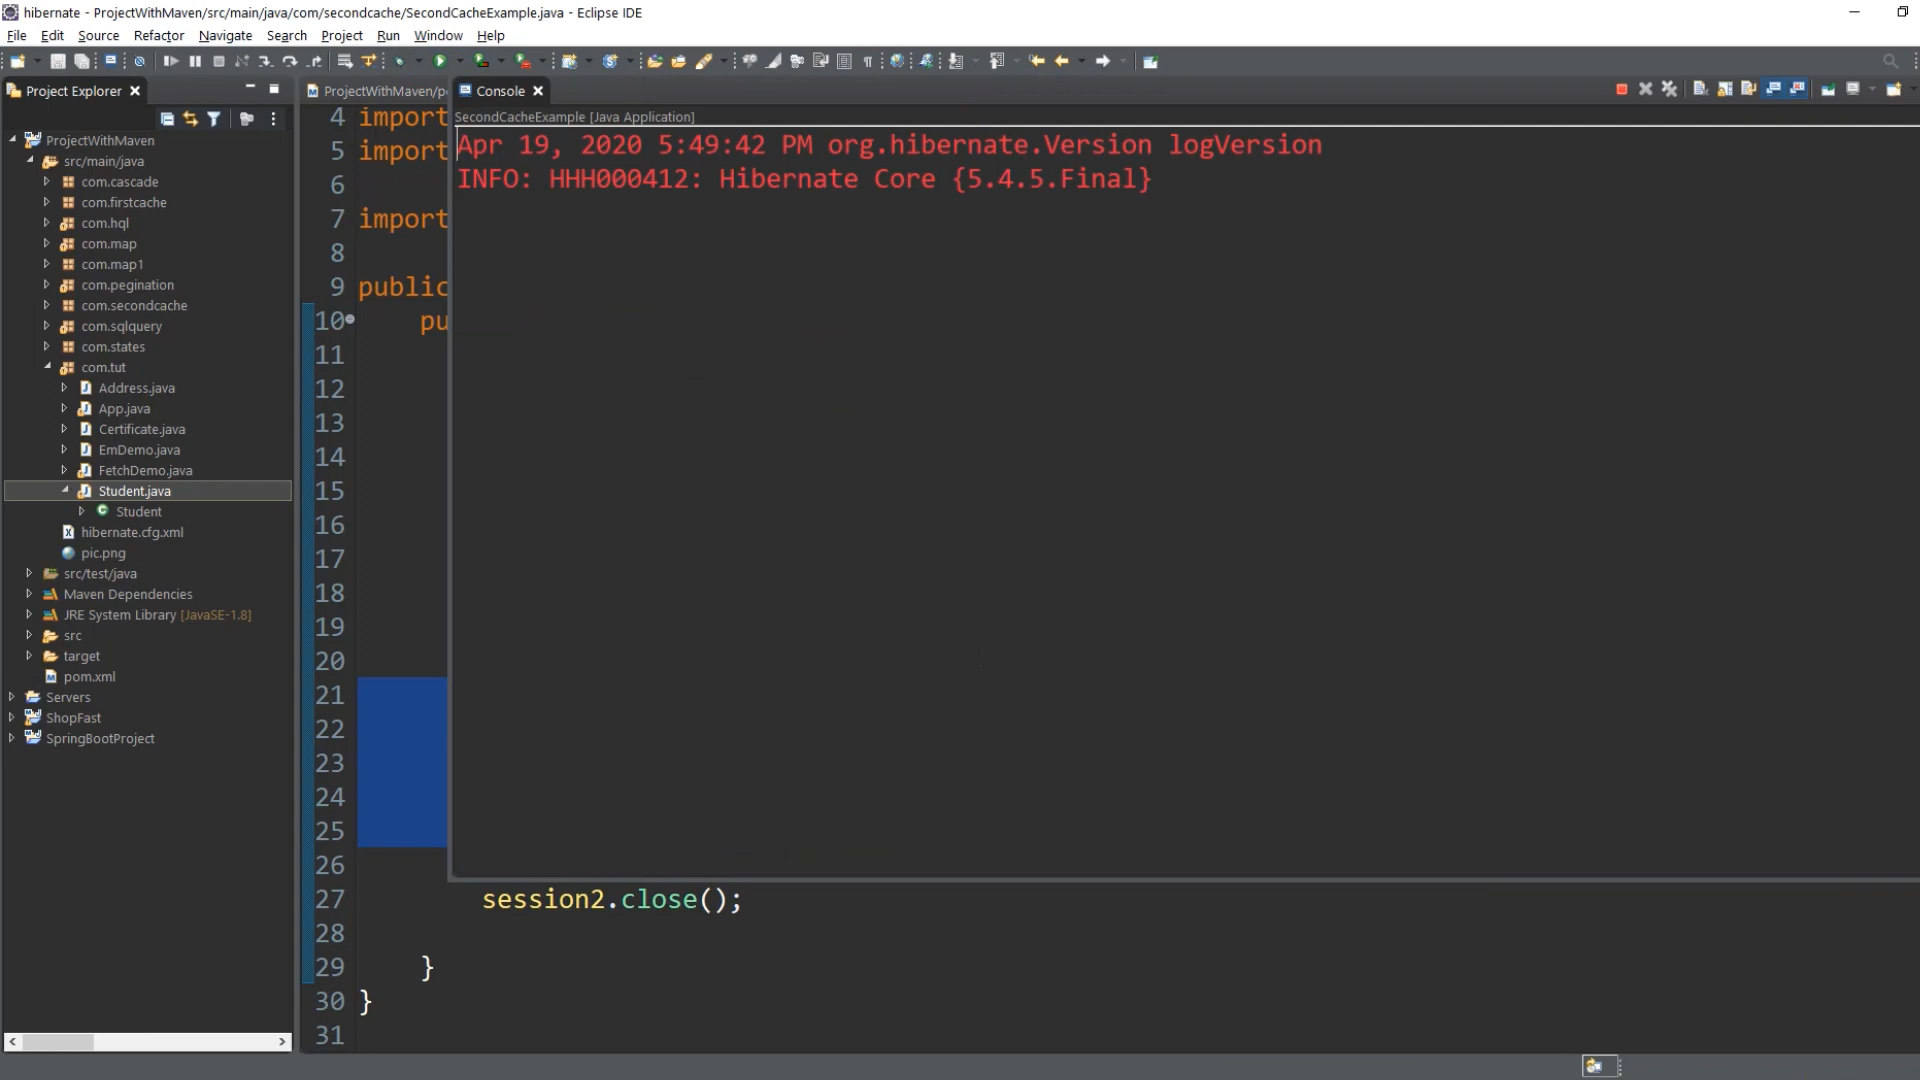 hibernate - ProjectWithMaven/src/main/java/com/secondcache/SecondCacheExample.java - Eclipse IDE
File Edit Source Refactor Navigate Search Project Run Window Help
Project Explorer
ProjectWithMaven
src/main/java
com.cascade
com.firstcache
com.hql
com.map
com.map1
com.pegination
com.secondcache
com.sqlquery
com.states
com.tut
Address.java
App.java
Certificate.java
EmDemo.java
FetchDemo.java
Student.java
Student
hibernate.cfg.xml
pic.png
src/test/java
Maven Dependencies
JRE System Library [JavaSE-1.8]
src
target
pom.xml
Servers
ShopFast
SpringBootProject
ProjectWithMaven/p
4 import
5 import
6
7 import
8
9 public
10 pu
11
12
13
14
15
16
17
18
19
20
21
22
23
24
25
26
27 session2.close();
28
29 }
30 }
31
Console
SecondCacheExample [Java Application]
Apr 19, 2020 5:49:42 PM org.hibernate.Version logVersion
INFO: HHH000412: Hibernate Core {5.4.5.Final}